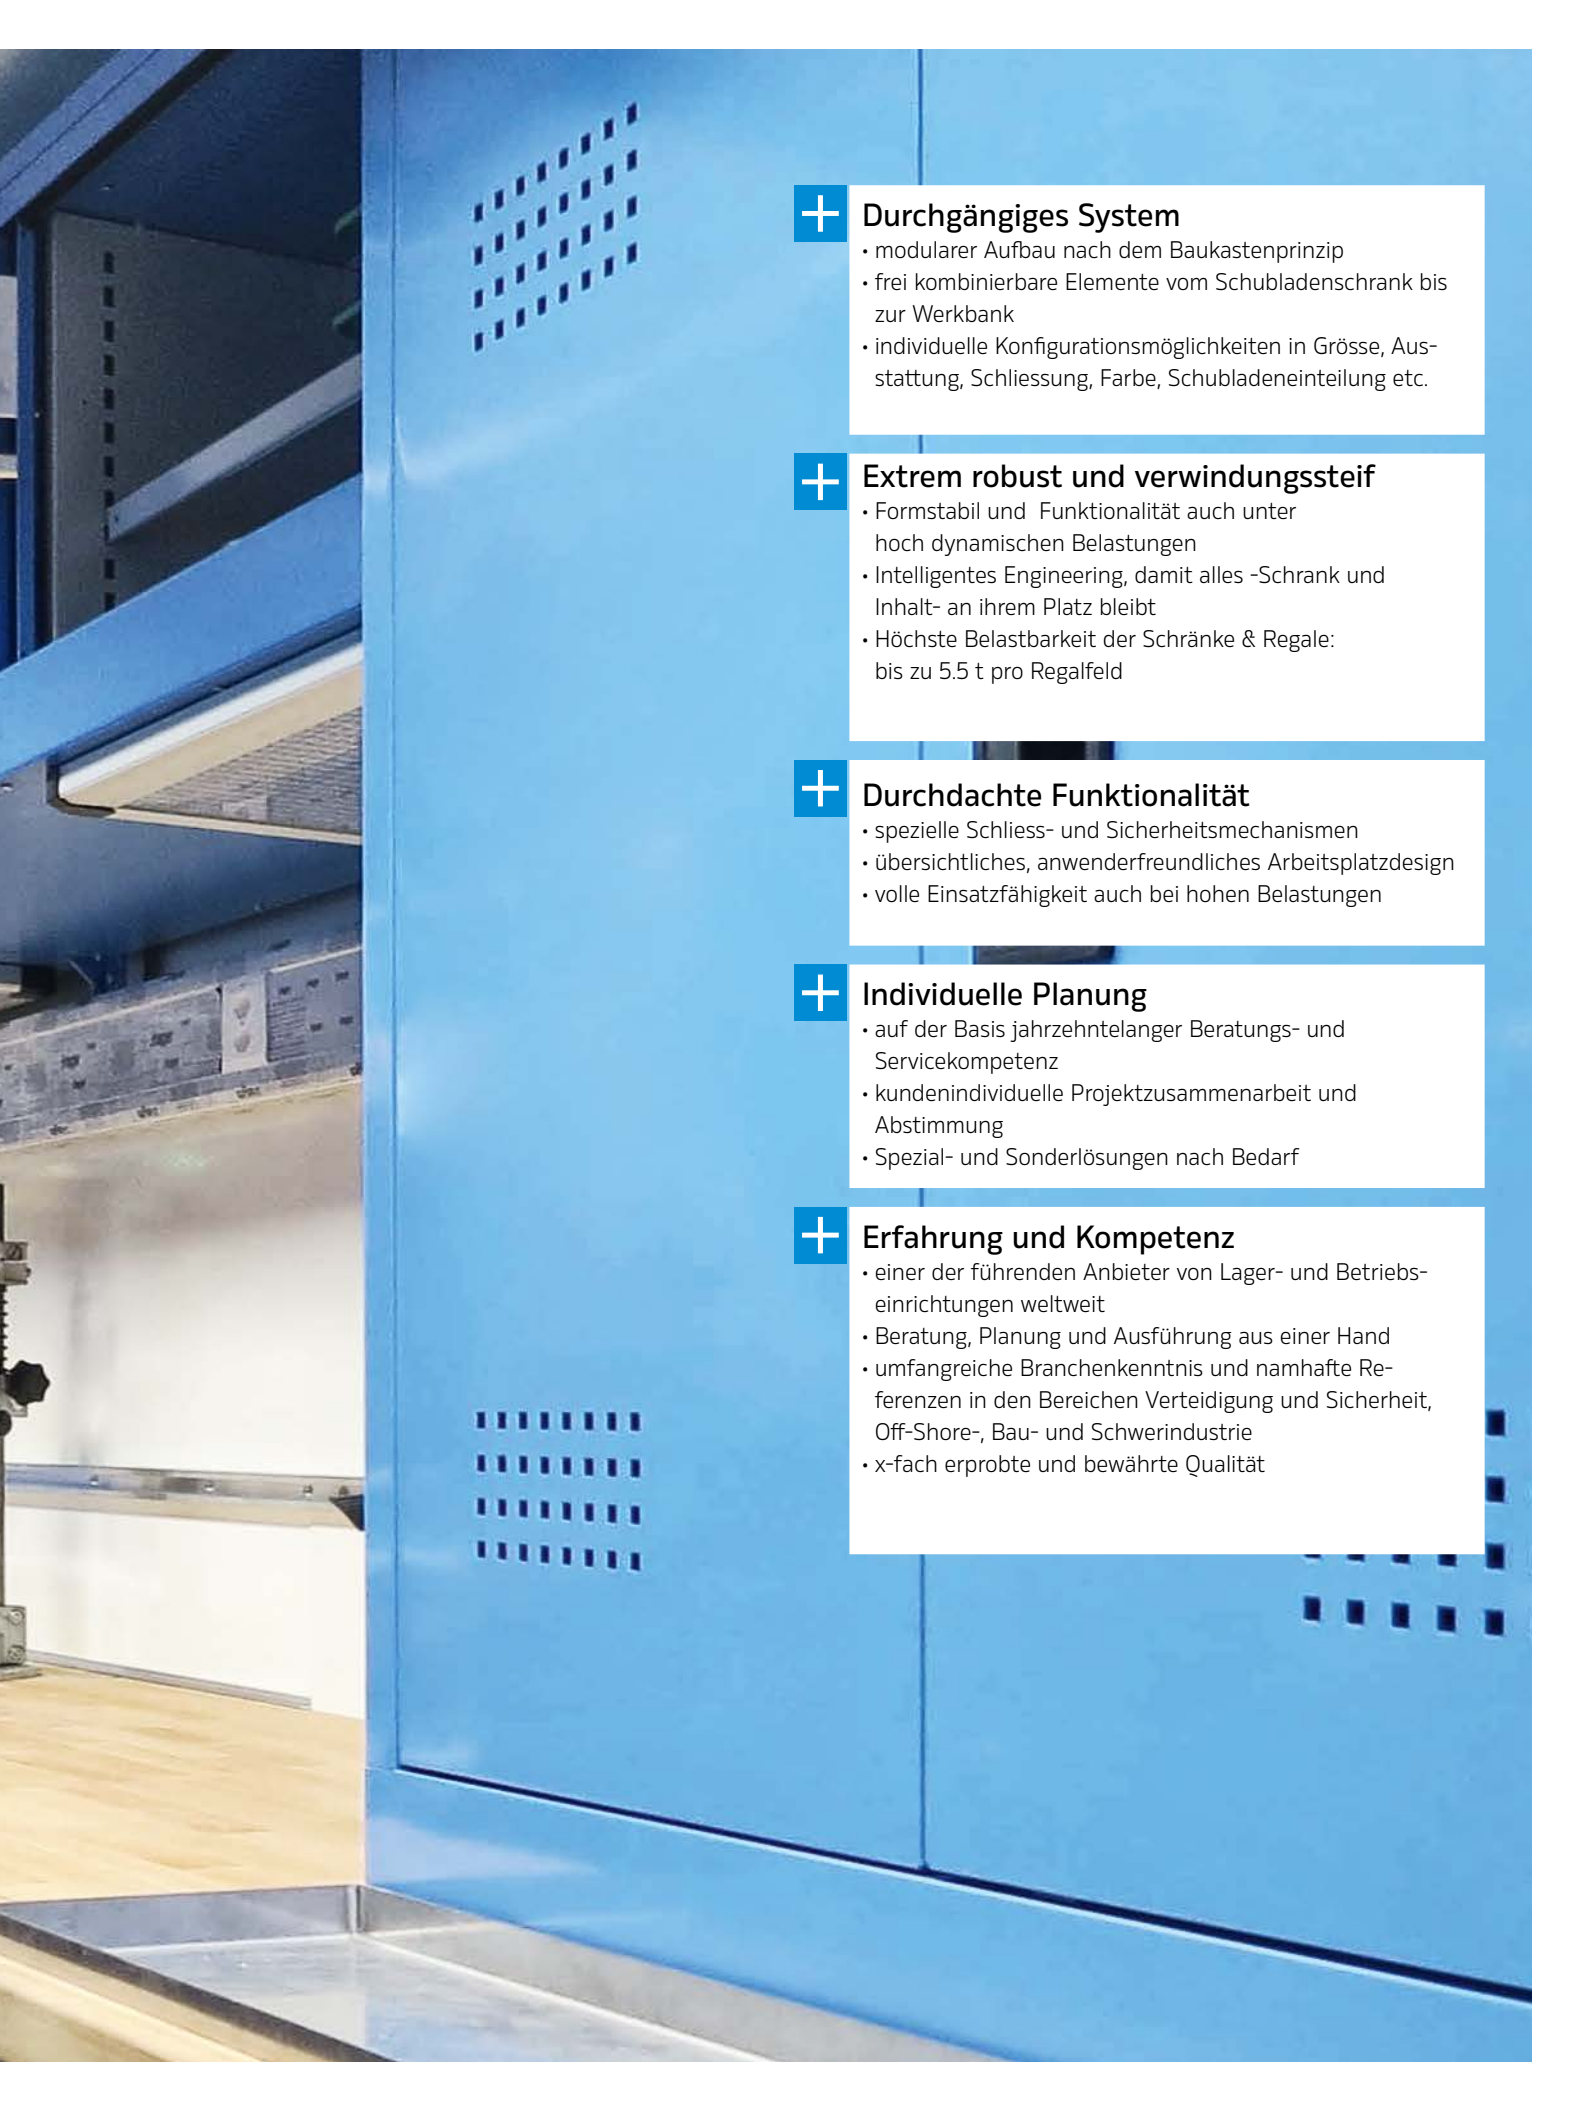 Durchgängiges System
• modularer Aufbau nach dem Baukastenprinzip
• frei kombinierbare Elemente vom Schubladenschrank bis
zur Werkbank
• individuelle Konfigurationsmöglichkeiten in Grösse, Aus-
stattung, Schliessung, Farbe, Schubladeneinteilung etc.
Extrem robust und verwindungssteif
• Formstabil und  Funktionalität auch unter
hoch dynamischen Belastungen
• Intelligentes Engineering, damit alles -Schrank und
Inhalt- an ihrem Platz bleibt
• Höchste Belastbarkeit der Schränke & Regale:
bis zu 5.5 t pro Regalfeld
Durchdachte Funktionalität
• spezielle Schliess- und Sicherheitsmechanismen
• übersichtliches, anwenderfreundliches Arbeitsplatzdesign
• volle Einsatzfähigkeit auch bei hohen Belastungen
Individuelle Planung
• auf der Basis jahrzehntelanger Beratungs- und
Servicekompetenz
• kundenindividuelle Projektzusammenarbeit und
Abstimmung
• Spezial- und Sonderlösungen nach Bedarf
Erfahrung und Kompetenz
• einer der führenden Anbieter von Lager- und Betriebs-
einrichtungen weltweit
• Beratung, Planung und Ausführung aus einer Hand
• umfangreiche Branchenkenntnis und namhafte Re-
ferenzen in den Bereichen Verteidigung und Sicherheit,
Off-Shore-, Bau- und Schwerindustrie
• x-fach erprobte und bewährte Qualität